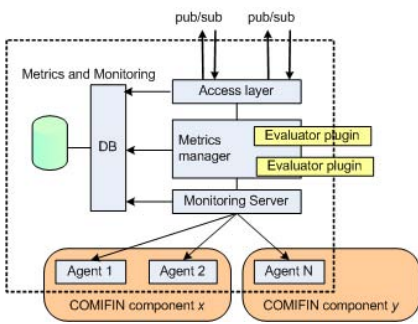 pub/sub pub/sub
Metrics and Monitoring
Access layer
Metrics
manager
Evaluator plugin
DB
Evaluator plugin
Monitoring Server
Agent 1 Agent 2 Agent N
COMIFIN component x COMIFIN component y